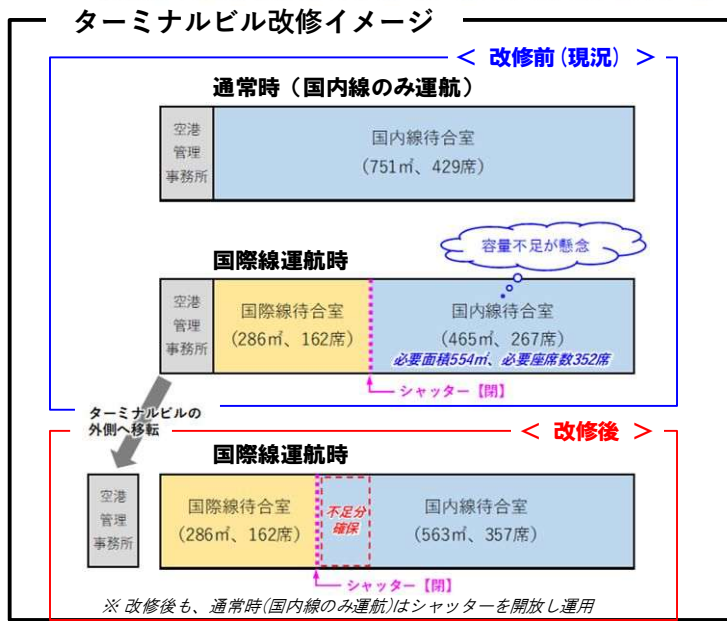 ターミナルビル改修イメージ
＜ 改修前(現況) ＞
通常時（国内線のみ運航）
空港
管理
事務所
国内線待合室
(751㎡、429席)
容量不足が懸念
国際線運航時
空港
管理
事務所
国際線待合室
(286㎡、162席)
国内線待合室
(465㎡、267席)
必要面積554㎡、必要座席数352席
シャッター【閉】
ターミナルビルの
外側へ移転
＜ 改修後 ＞
国際線運航時
空港
管理
事務所
国際線待合室
(286㎡、162席)
不足分
確保
国内線待合室
(563㎡、357席)
シャッター【閉】
※ 改修後も、通常時(国内線のみ運航)はシャッターを開放し運用